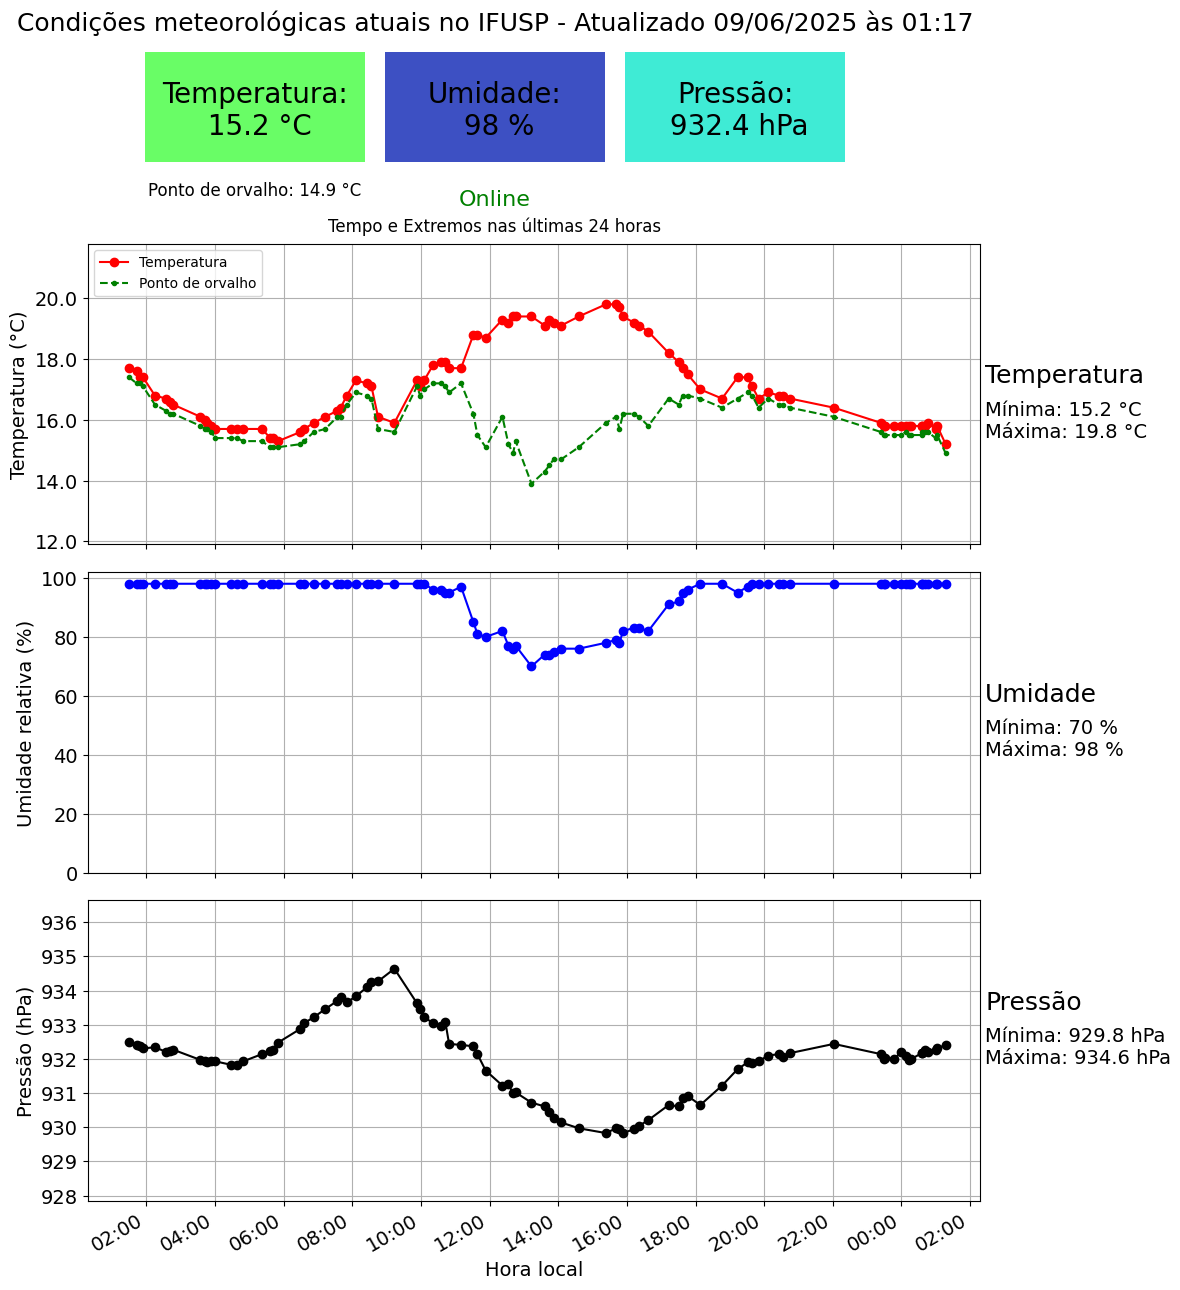 Condições meteorológicas atuais no IFUSP - Atualizado 09/06/2025 às 01:17
Temperatura:
15.2 °C
Umidade:
98 %
Pressão:
932.4 hPa
Ponto de orvalho: 14.9 °C
Online
Tempo e Extremos nas últimas 24 horas
Temperatura
Ponto de orvalho
Temperatura (°C)
20.0
18.0
16.0
14.0
12.0
Temperatura
Mínima: 15.2 °C
Máxima: 19.8 °C
Umidade relativa (%)
100
80
60
40
20
0
Umidade
Mínima: 70 %
Máxima: 98 %
Pressão (hPa)
936
935
934
933
932
931
930
929
928
Pressão
Mínima: 929.8 hPa
Máxima: 934.6 hPa
02:00 04:00 06:00 08:00 10:00 12:00 14:00 16:00 18:00 20:00 22:00 00:00 02:00
Hora local